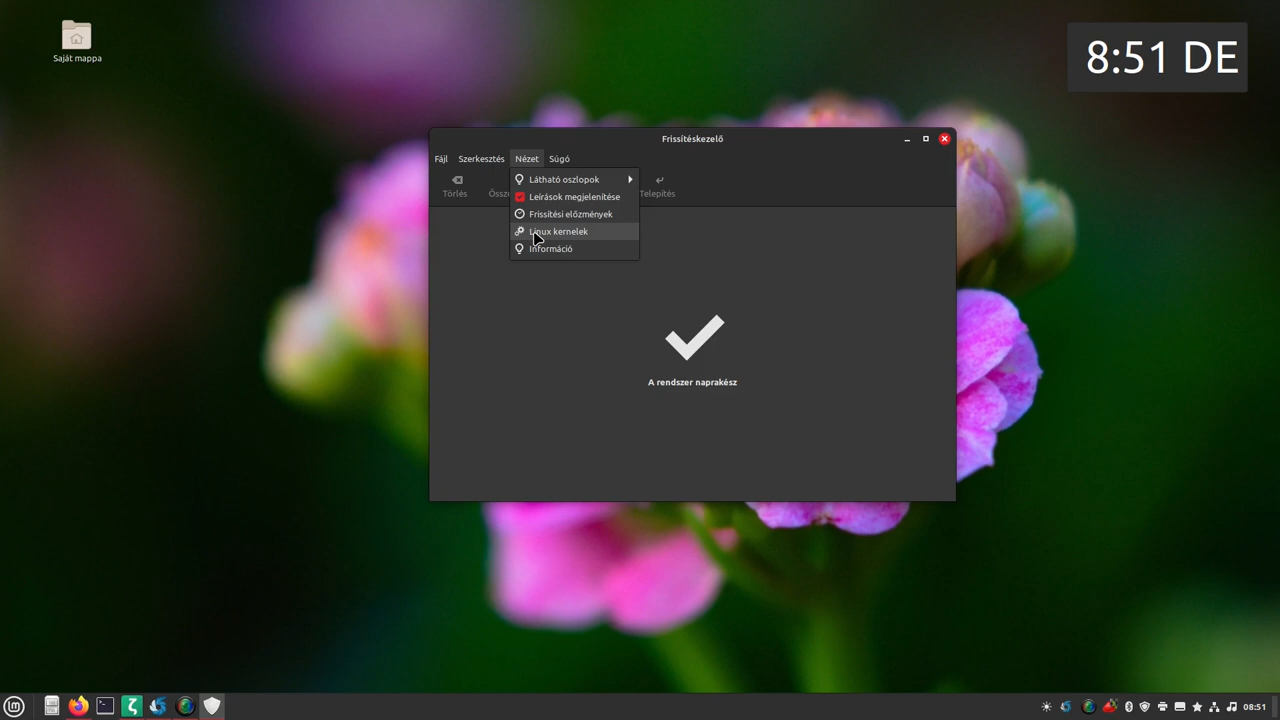 Saját mappa
8:51 DE
Frissítéskezelő
Fájl Szerkesztés Nézet Súgó
Törlés
Telepítés
Látható oszlopok
Leírások megjelenítése
Frissítési előzmények
Linux kernelek
Információ
A rendszer naprakész
08:51